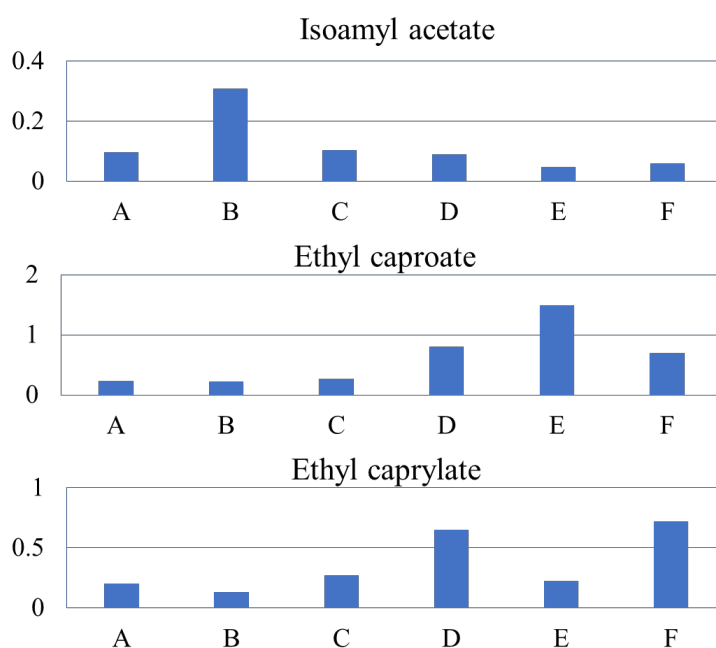 Isoamyl acetate
0.4
0.2
0
A B C D E F
Ethyl caproate
2
1
0
A B C D E F
Ethyl caprylate
1
0.5
0
A B C D E F